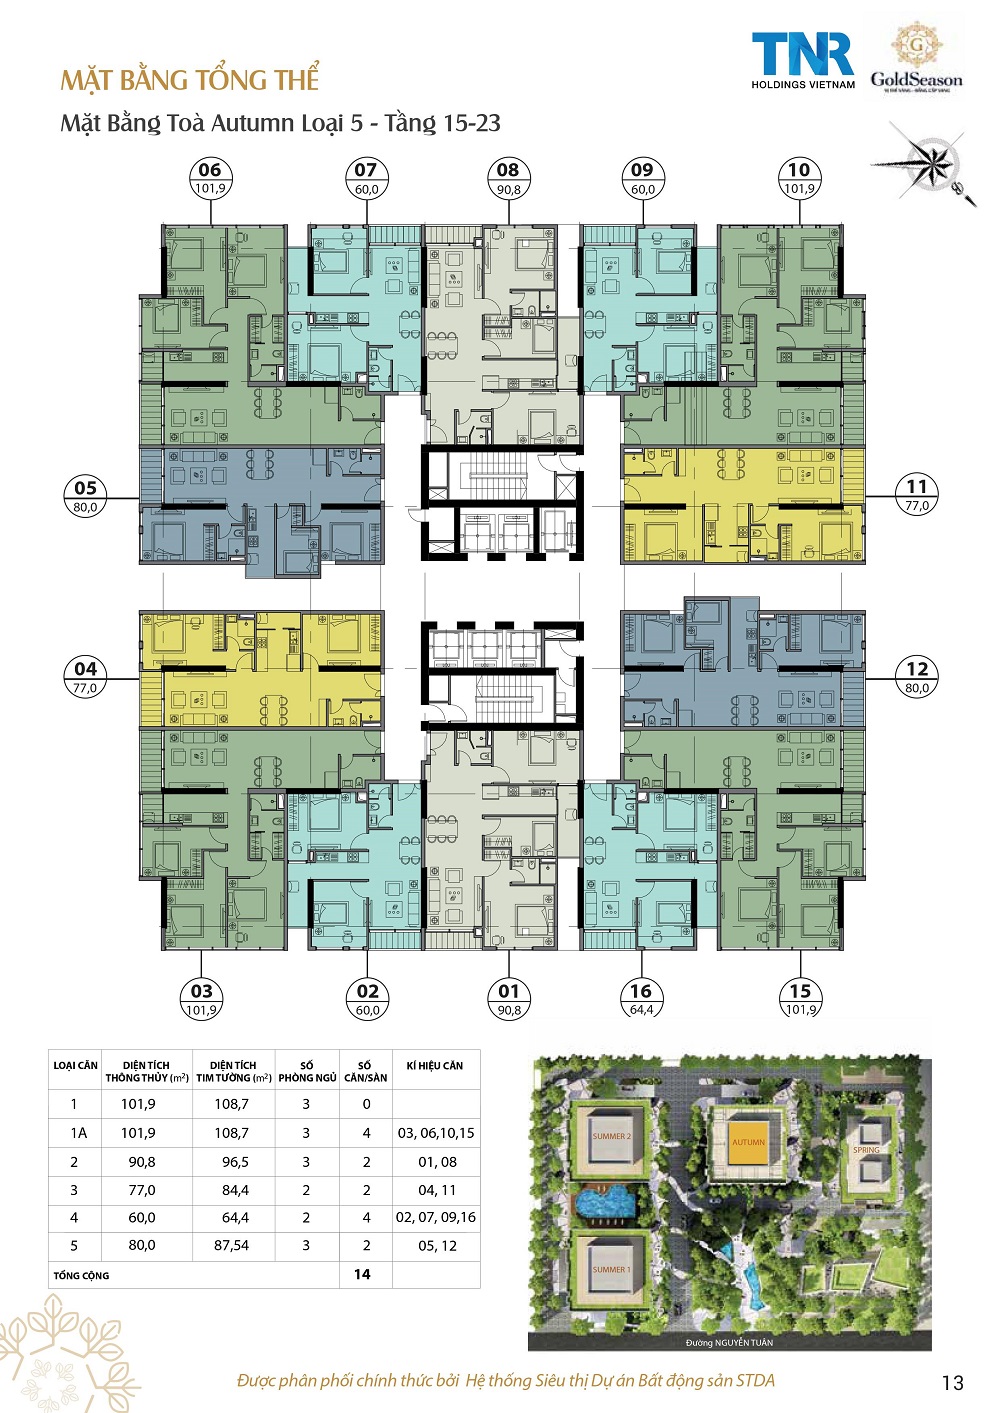 TNR
HOLDINGS VIETNAM
G
GoldSeason
VỊ THẾ VÀNG - ĐẲNG CẤP VÀNG
MẶT BẰNG TỔNG THỂ
Mặt Bằng Toà Autumn Loại 5 - Tầng 15-23
06
101,9
07
60,0
08
90,8
09
60,0
10
101,9
05
80,0
11
77,0
04
77,0
12
80,0
03
101,9
02
60,0
01
90,8
16
64,4
15
101,9
LOẠI CĂN DIỆN TÍCH THÔNG THỦY (m²) DIỆN TÍCH TIM TƯỜNG (m²) SỐ PHÒNG NGỦ SỐ CĂN/SÀN KÍ HIỆU CĂN
1 101,9 108,7 3 0
1A 101,9 108,7 3 4 03, 06,10,15
2 90,8 96,5 3 2 01, 08
3 77,0 84,4 2 2 04, 11
4 60,0 64,4 2 4 02, 07, 09,16
5 80,0 87,54 3 2 05, 12
TỔNG CỘNG 14
SUMMER 2
AUTUMN
SPRING
SUMMER 1
Đường NGUYỄN TUÂN
Được phân phối chính thức bởi Hệ thống Siêu thị Dự án Bất động sản STDA
13